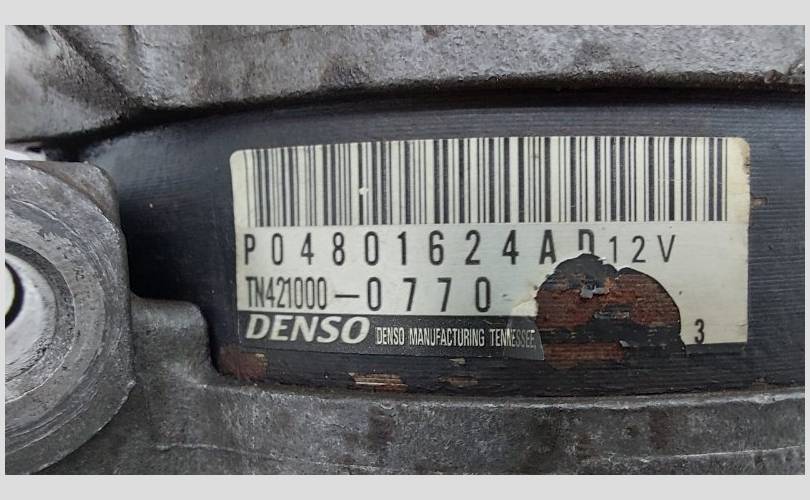 P04801624AD 12V
TN421000-0770
DENSO DENSO MANUFACTURING TENNESSEE
3